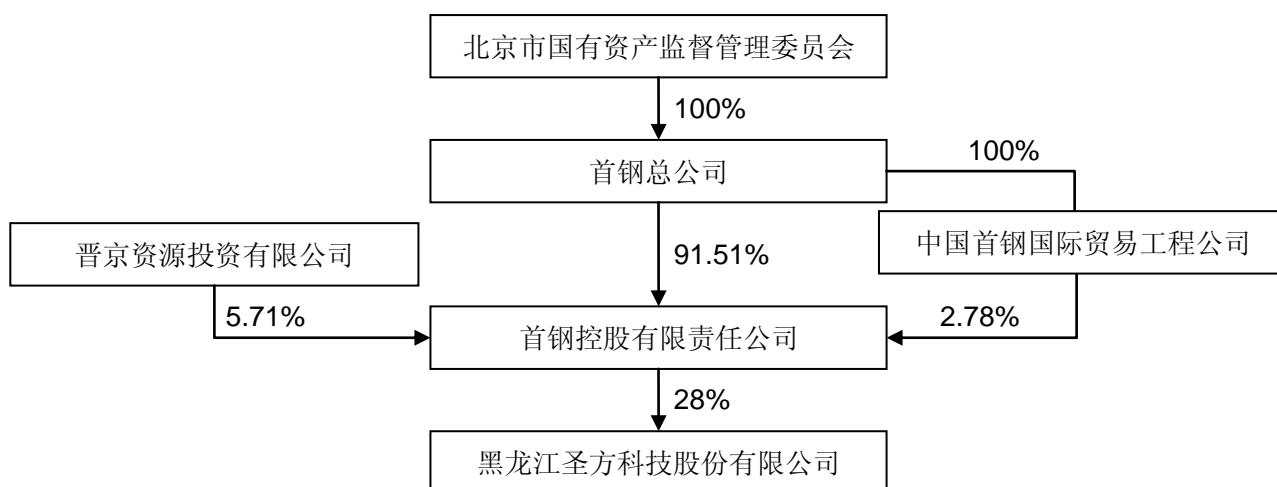 北京市国有资产监督管理委员会
100%
首钢总公司
100%
晋京资源投资有限公司
91.51%
中国首钢国际贸易工程公司
5.71%
首钢控股有限责任公司
2.78%
28%
黑龙江圣方科技股份有限公司